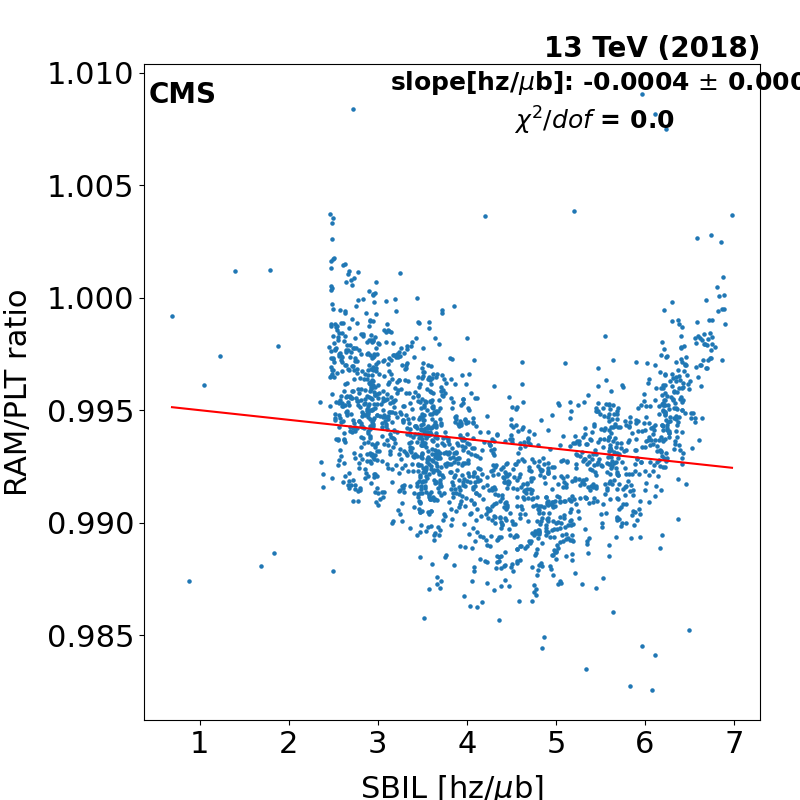 13 TeV (2018)
CMS
slope[hz/μb]: -0.0004 ± 0.000
χ²/dof = 0.0
1.010
1.005
1.000
0.995
0.990
0.985
RAM/PLT ratio
1 2 3 4 5 6 7
SBIL [hz/μb]